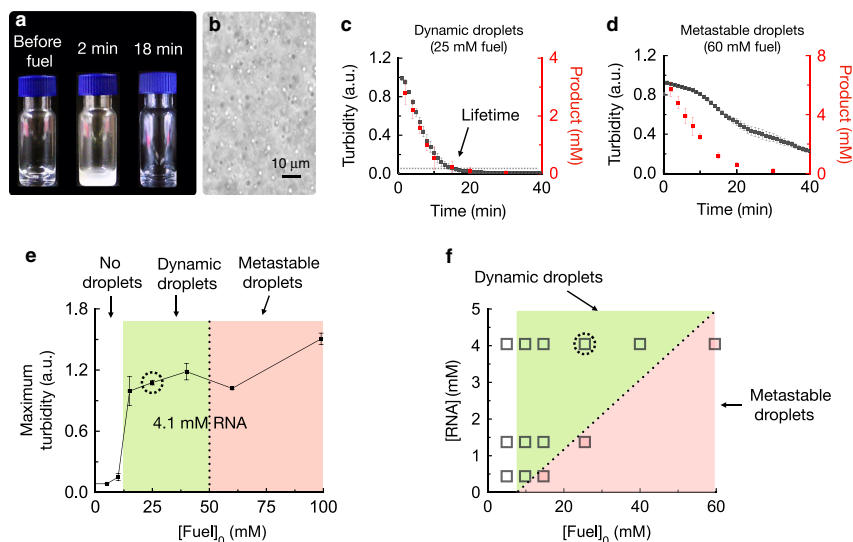 a
Before
fuel
2 min
18 min
b
10 µm
c
Dynamic droplets
(25 mM fuel)
Turbidity (a.u.)
1.2
0.8
0.4
0.0
0
20
40
Time (min)
4
2
0
Product (mM)
Lifetime
d
Metastable droplets
(60 mM fuel)
Turbidity (a.u.)
1.2
0.8
0.4
0.0
0
20
40
Time (min)
8
6
4
2
0
Product (mM)
e
No
droplets
Dynamic
droplets
Metastable
droplets
Maximum
turbidity (a.u.)
1.8
1.2
0.6
0.0
4.1 mM RNA
0
25
50
75
100
[Fuel]0 (mM)
f
Dynamic droplets
[RNA] (mM)
5
4
3
2
1
0
0
20
40
60
[Fuel]0 (mM)
Metastable
droplets